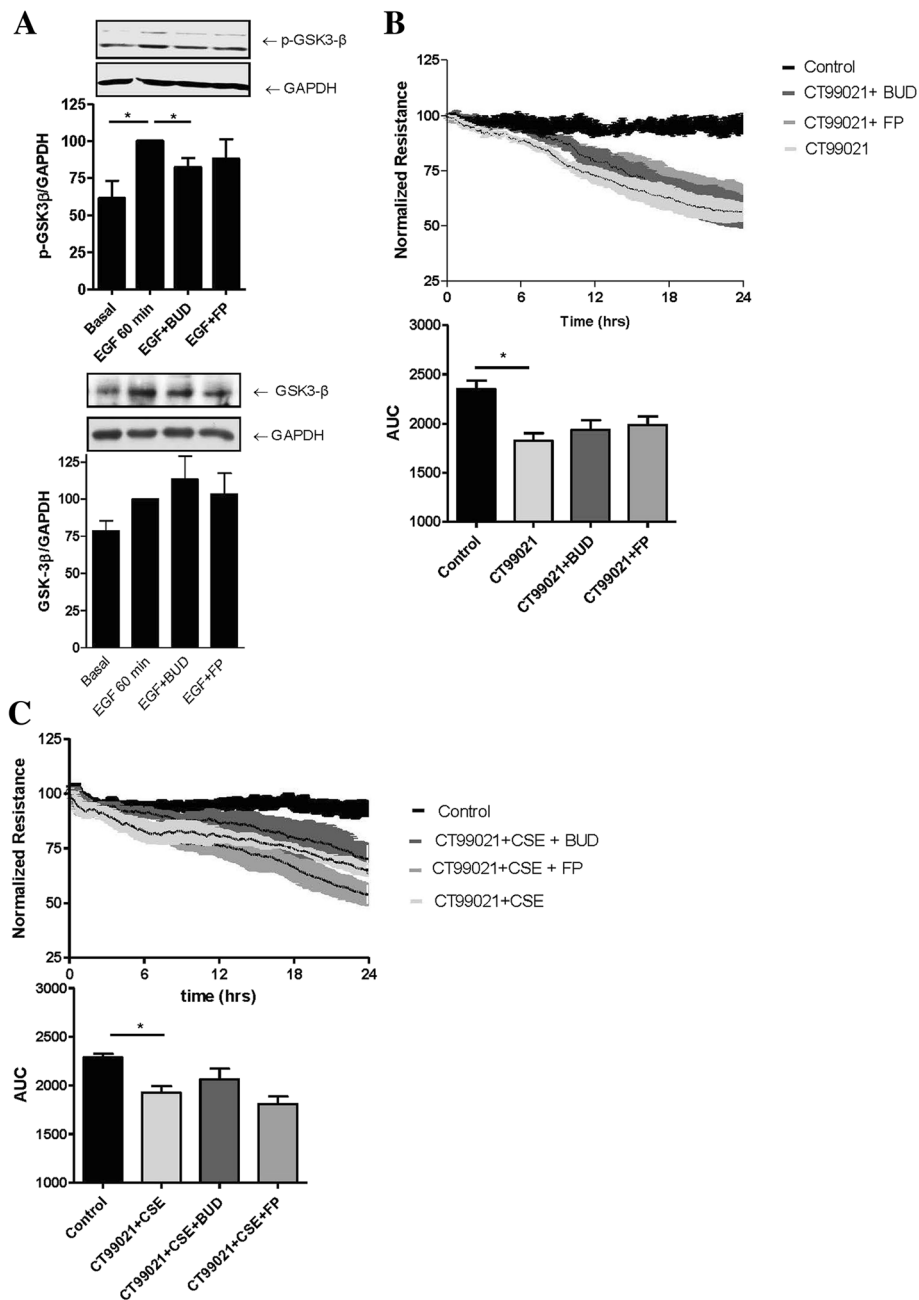 A
← p-GSK3-β
← GAPDH
p-GSK3β/GAPDH
125
100
75
50
25
0
*
*
Basal
EGF 60 min
EGF+BUD
EGF+FP
← GSK3-β
← GAPDH
GSK-3β/GAPDH
125
100
75
50
25
0
Basal
EGF 60 min
EGF+BUD
EGF+FP
B
Normalized Resistance
125
100
75
50
25
0
6
12
18
24
Time (hrs)
Control
CT99021+ BUD
CT99021+ FP
CT99021
AUC
3000
2500
2000
1500
1000
*
Control
CT99021
CT99021+BUD
CT99021+FP
C
Normalized Resistance
125
100
75
50
25
0
6
12
18
24
time (hrs)
Control
CT99021+CSE + BUD
CT99021+CSE + FP
CT99021+CSE
AUC
3000
2500
2000
1500
1000
*
Control
CT99021+CSE
CT99021+CSE+BUD
CT99021+CSE+FP